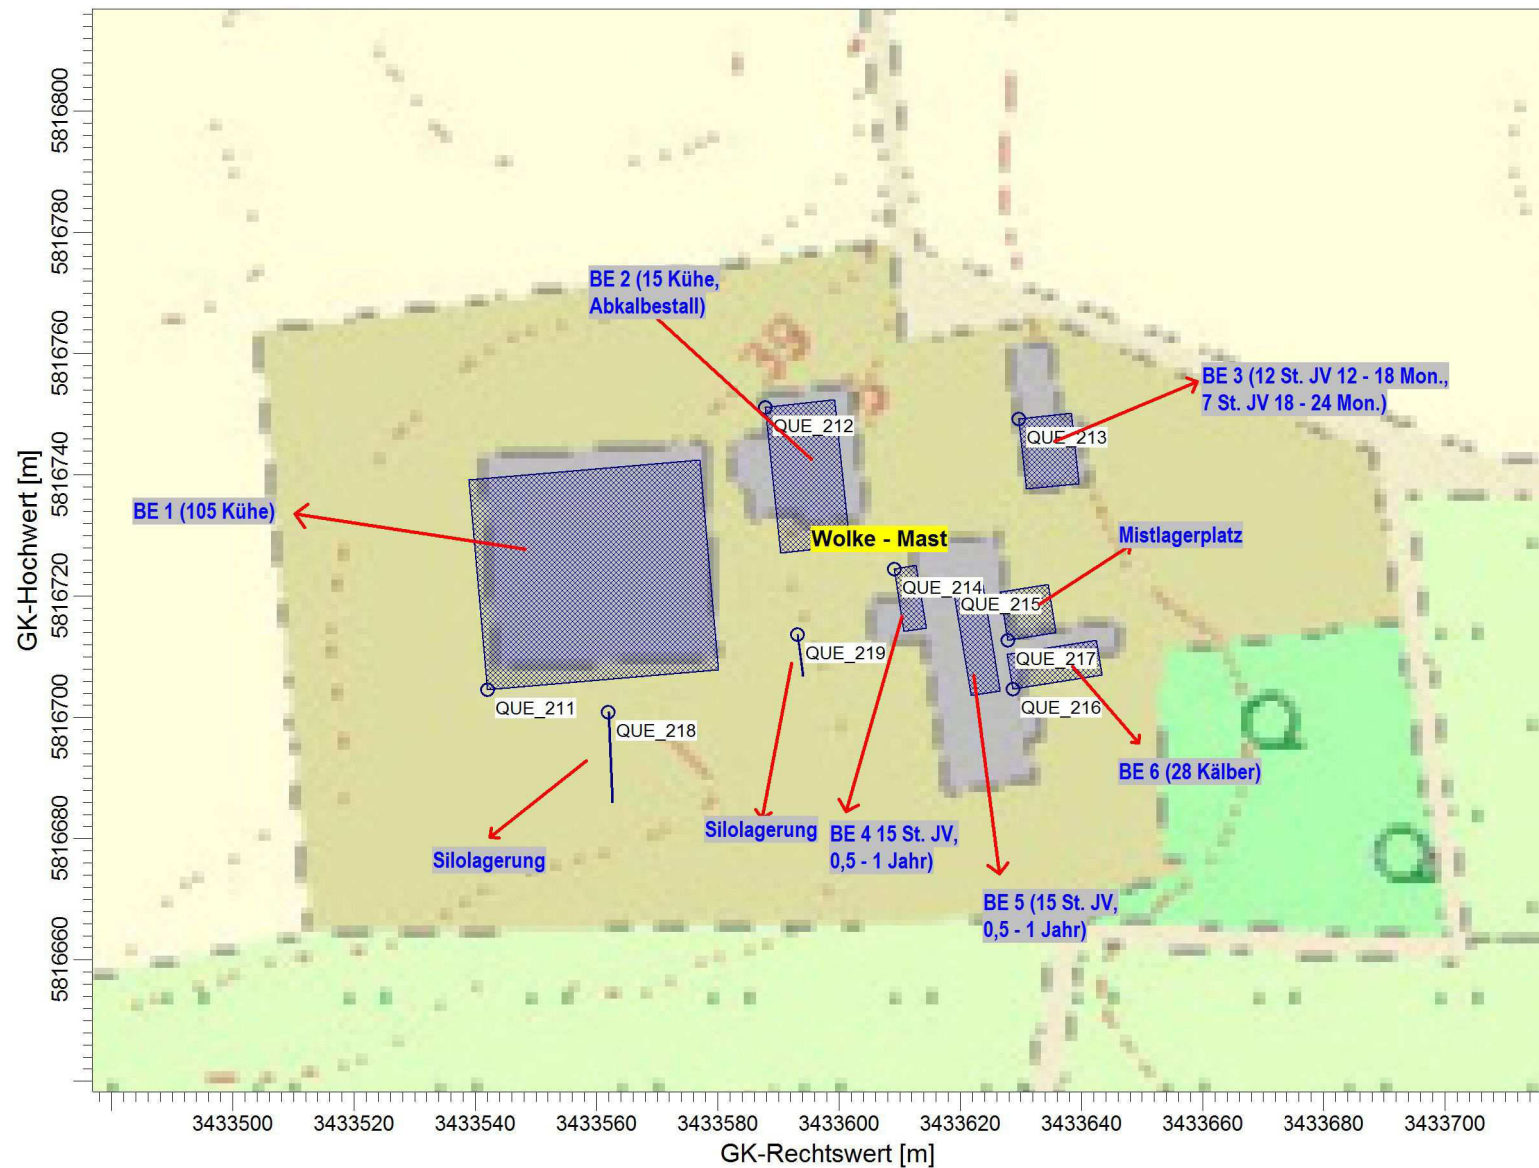 GK-Hochwert [m]
5816800
5816780
5816760
5816740
5816720
5816700
5816680
5816660
BE 2 (15 Kühe,
Abkalbestall)
39
BE 3 (12 St. JV 12 - 18 Mon.,
7 St. JV 18 - 24 Mon.)
QUE_212
QUE_213
BE 1 (105 Kühe)
Wolke - Mast
Mistlagerplatz
QUE_214
QUE_215
QUE_219
QUE_217
QUE_211
QUE_216
QUE_218
BE 6 (28 Kälber)
Silolagerung
BE 4 15 St. JV,
0,5 - 1 Jahr)
Silolagerung
BE 5 (15 St. JV,
0,5 - 1 Jahr)
3433500
3433520
3433540
3433560
3433580
3433600
3433620
3433640
3433660
3433680
3433700
GK-Rechtswert [m]